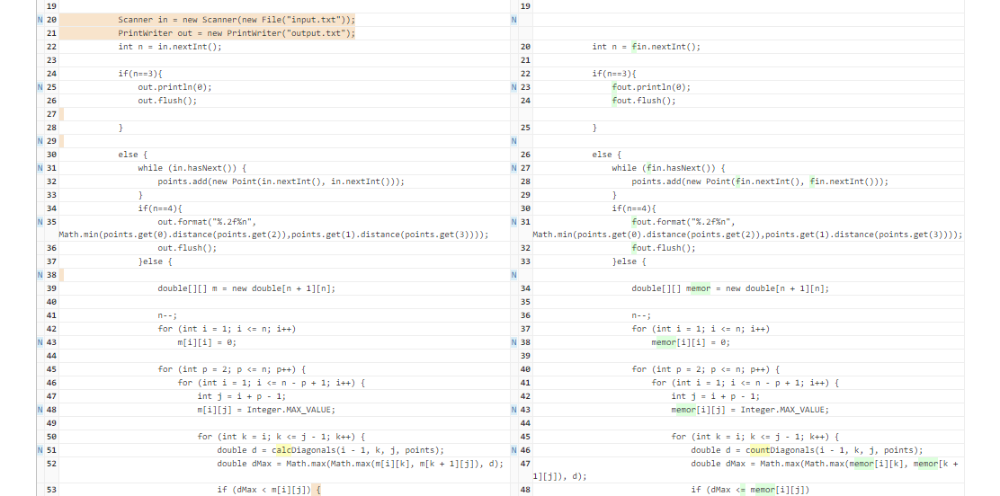 19 19
N 20 Scanner in = new Scanner(new File("input.txt")); N
21 PrintWriter out = new PrintWriter("output.txt");
22 int n = in.nextInt(); 20 int n = fin.nextInt();
23 21
24 if(n==3){ 22 if(n==3){
N 25 out.println(0); N 23 fout.println(0);
26 out.flush(); 24 fout.flush();
27
28 } 25 }
N 29 N
30 else { 26 else {
N 31 while (in.hasNext()) { N 27 while (fin.hasNext()) {
32 points.add(new Point(in.nextInt(), in.nextInt())); 28 points.add(new Point(fin.nextInt(), fin.nextInt()));
33 } 29 }
34 if(n==4){ 30 if(n==4){
N 35 out.format("%.2f%n", N 31 fout.format("%.2f%n",
Math.min(points.get(0).distance(points.get(2)),points.get(1).distance(points.get(3)))); Math.min(points.get(0).distance(points.get(2)),points.get(1).distance(points.get(3))));
36 out.flush(); 32 fout.flush();
37 }else { 33 }else {
N 38 N
39 double[][] m = new double[n + 1][n]; 34 double[][] memor = new double[n + 1][n];
40 35
41 n--; 36 n--;
42 for (int i = 1; i <= n; i++) 37 for (int i = 1; i <= n; i++)
N 43 m[i][i] = 0; N 38 memor[i][i] = 0;
44 39
45 for (int p = 2; p <= n; p++) { 40 for (int p = 2; p <= n; p++) {
46 for (int i = 1; i <= n - p + 1; i++) { 41 for (int i = 1; i <= n - p + 1; i++) {
47 int j = i + p - 1; 42 int j = i + p - 1;
N 48 m[i][j] = Integer.MAX_VALUE; N 43 memor[i][j] = Integer.MAX_VALUE;
49 44
50 for (int k = i; k <= j - 1; k++) { 45 for (int k = i; k <= j - 1; k++) {
N 51 double d = calcDiagonals(i - 1, k, j, points); N 46 double d = countDiagonals(i - 1, k, j, points);
52 double dMax = Math.max(Math.max(m[i][k], m[k + 1][j]), d); 47 double dMax = Math.max(Math.max(memor[i][k], memor[k +
1][j]), d);
53 if (dMax < m[i][j]) { 48 if (dMax <= memor[i][j])